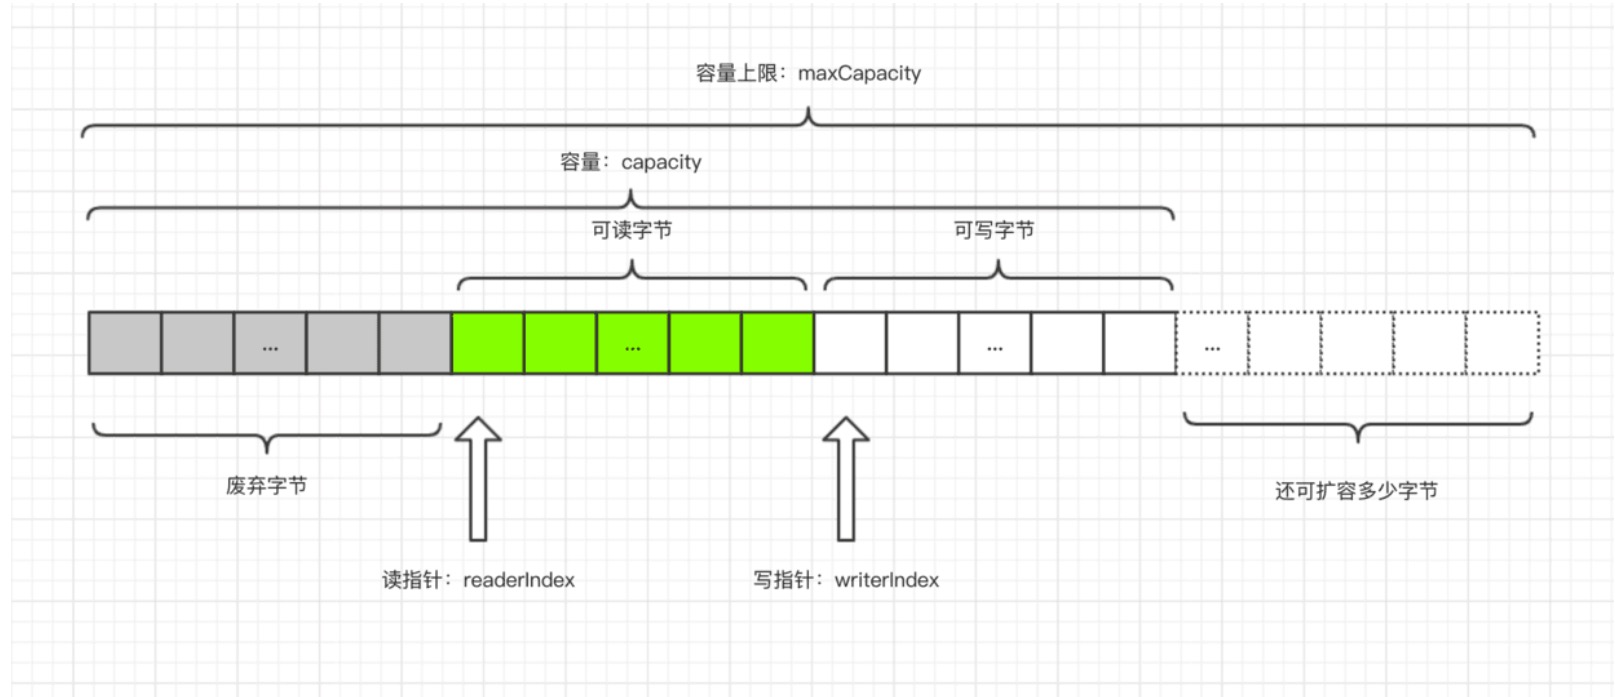 容量上限：maxCapacity
容量：capacity
可读字节
可写字节
...
...
...
...
废弃字节
还可扩容多少字节
读指针：readerIndex
写指针：writerIndex